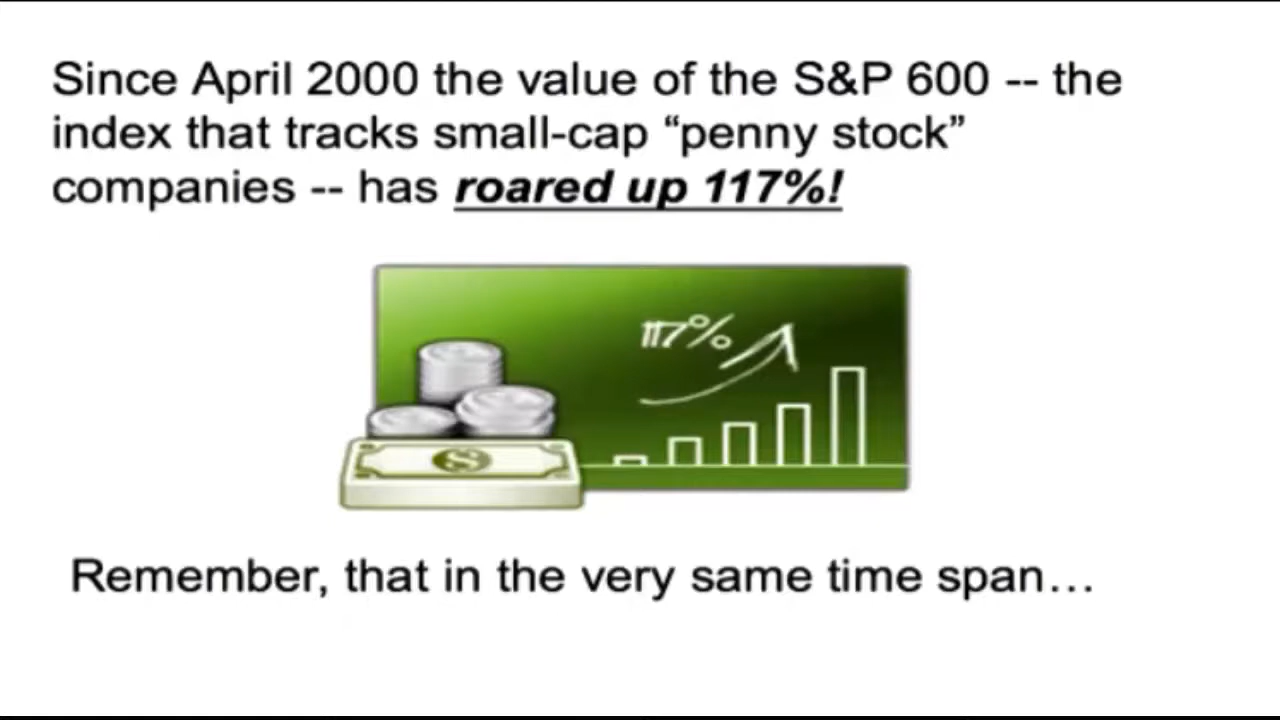 Since April 2000 the value of the S&P 600 -- the
index that tracks small-cap “penny stock”
companies -- has roared up 117%!
117%
Remember, that in the very same time span…